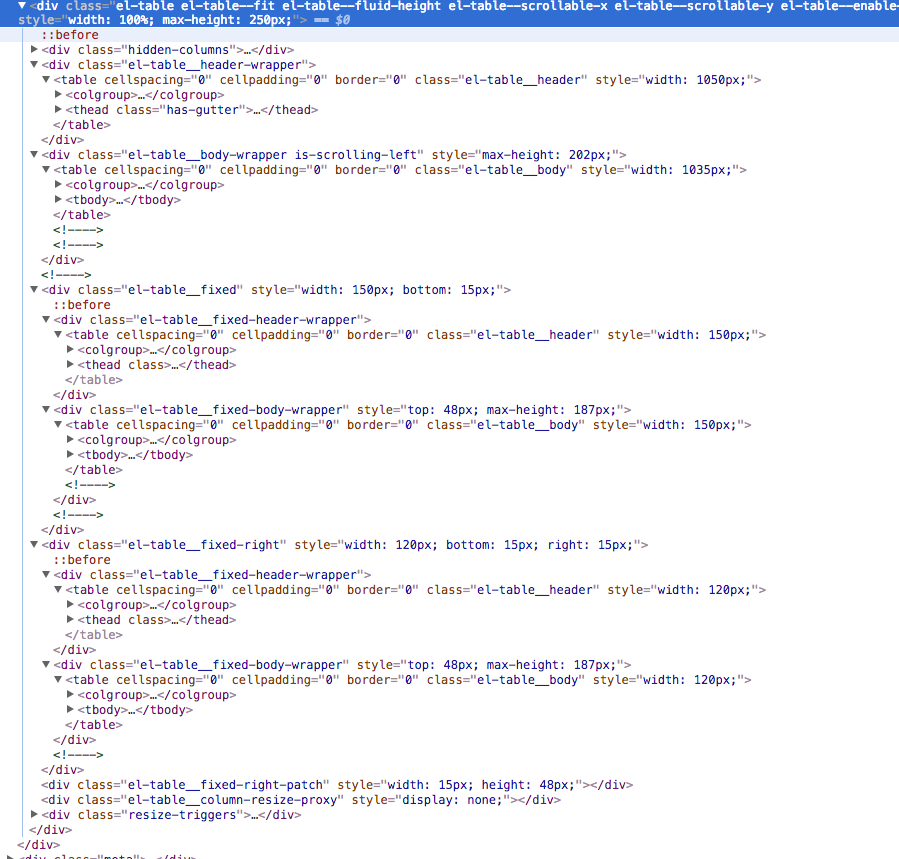 ▼<div class="el-table el-table--fit el-table--fluid-height el-table--scrollable-x el-table--scrollable-y el-table--enable-
style="width: 100%; max-height: 250px;"> == $0
::before
▶<div class="hidden-columns">…</div>
▼<div class="el-table__header-wrapper">
▼<table cellspacing="0" cellpadding="0" border="0" class="el-table__header" style="width: 1050px;">
▶<colgroup>…</colgroup>
▶<thead class="has-gutter">…</thead>
</table>
</div>
▼<div class="el-table__body-wrapper is-scrolling-left" style="max-height: 202px;">
▼<table cellspacing="0" cellpadding="0" border="0" class="el-table__body" style="width: 1035px;">
▶<colgroup>…</colgroup>
▶<tbody>…</tbody>
</table>
<!---->
<!---->
</div>
<!---->
▼<div class="el-table__fixed" style="width: 150px; bottom: 15px;">
::before
▼<div class="el-table__fixed-header-wrapper">
▼<table cellspacing="0" cellpadding="0" border="0" class="el-table__header" style="width: 150px;">
▶<colgroup>…</colgroup>
▶<thead class>…</thead>
</table>
</div>
▼<div class="el-table__fixed-body-wrapper" style="top: 48px; max-height: 187px;">
▼<table cellspacing="0" cellpadding="0" border="0" class="el-table__body" style="width: 150px;">
▶<colgroup>…</colgroup>
▶<tbody>…</tbody>
</table>
<!---->
</div>
<!---->
</div>
▼<div class="el-table__fixed-right" style="width: 120px; bottom: 15px; right: 15px;">
::before
▼<div class="el-table__fixed-header-wrapper">
▼<table cellspacing="0" cellpadding="0" border="0" class="el-table__header" style="width: 120px;">
▶<colgroup>…</colgroup>
▶<thead class>…</thead>
</table>
</div>
▼<div class="el-table__fixed-body-wrapper" style="top: 48px; max-height: 187px;">
▼<table cellspacing="0" cellpadding="0" border="0" class="el-table__body" style="width: 120px;">
▶<colgroup>…</colgroup>
▶<tbody>…</tbody>
</table>
</div>
<!---->
</div>
<div class="el-table__fixed-right-patch" style="width: 15px; height: 48px;"></div>
<div class="el-table__column-resize-proxy" style="display: none;"></div>
▶<div class="resize-triggers">…</div>
</div>
</div>
▶<div class="meta">…</div>